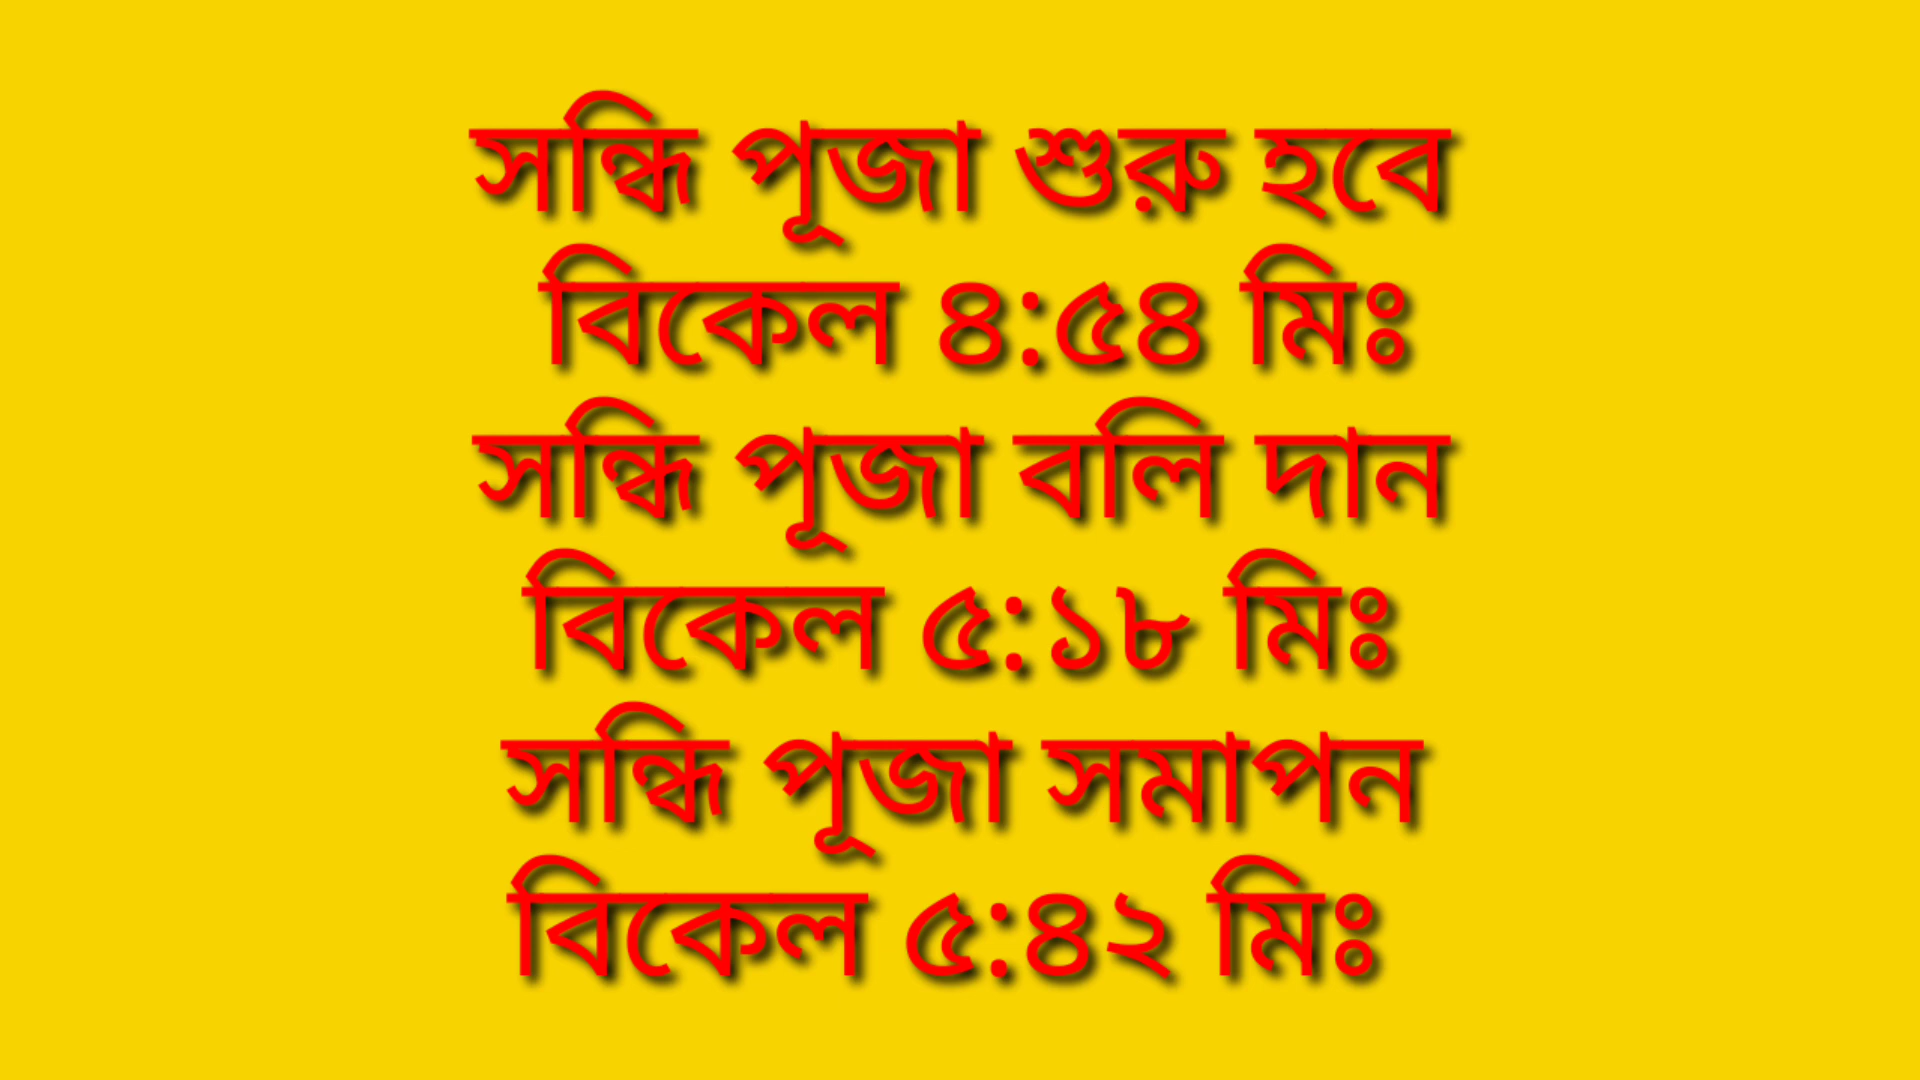 সন্ধি পূজা শুরু হবে
বিকেল ৪:৫৪ মিঃ
সন্ধি পূজা বলি দান
বিকেল ৫:১৮ মিঃ
সন্ধি পূজা সমাপন
বিকেল ৫:৪২ মিঃ